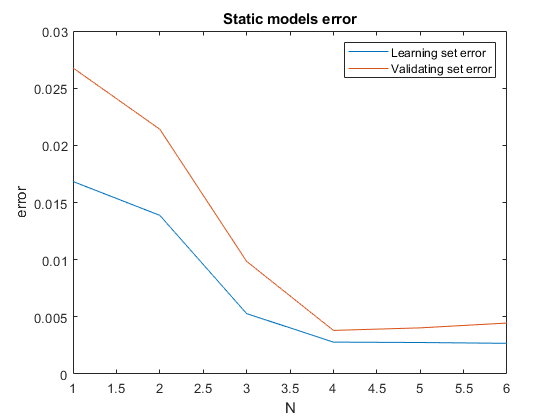 Static models error
Learning set error
Validating set error
0.03
0.025
0.02
0.015
0.01
0.005
0
error
1 1.5 2 2.5 3 3.5 4 4.5 5 5.5 6
N